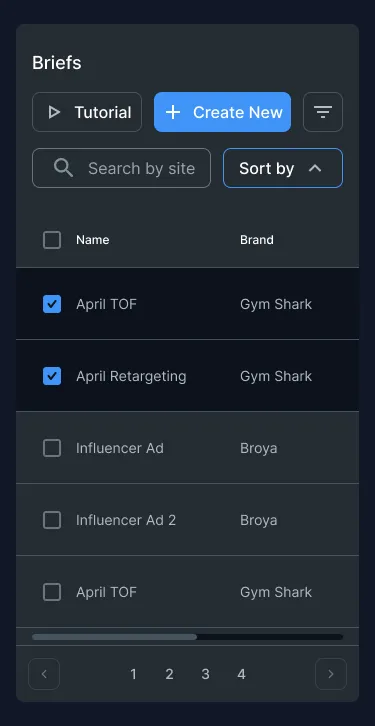 Briefs
Tutorial
Create New
Search by site
Sort by
Name Brand
April TOF Gym Shark
April Retargeting Gym Shark
Influencer Ad Broya
Influencer Ad 2 Broya
April TOF Gym Shark
1 2 3 4